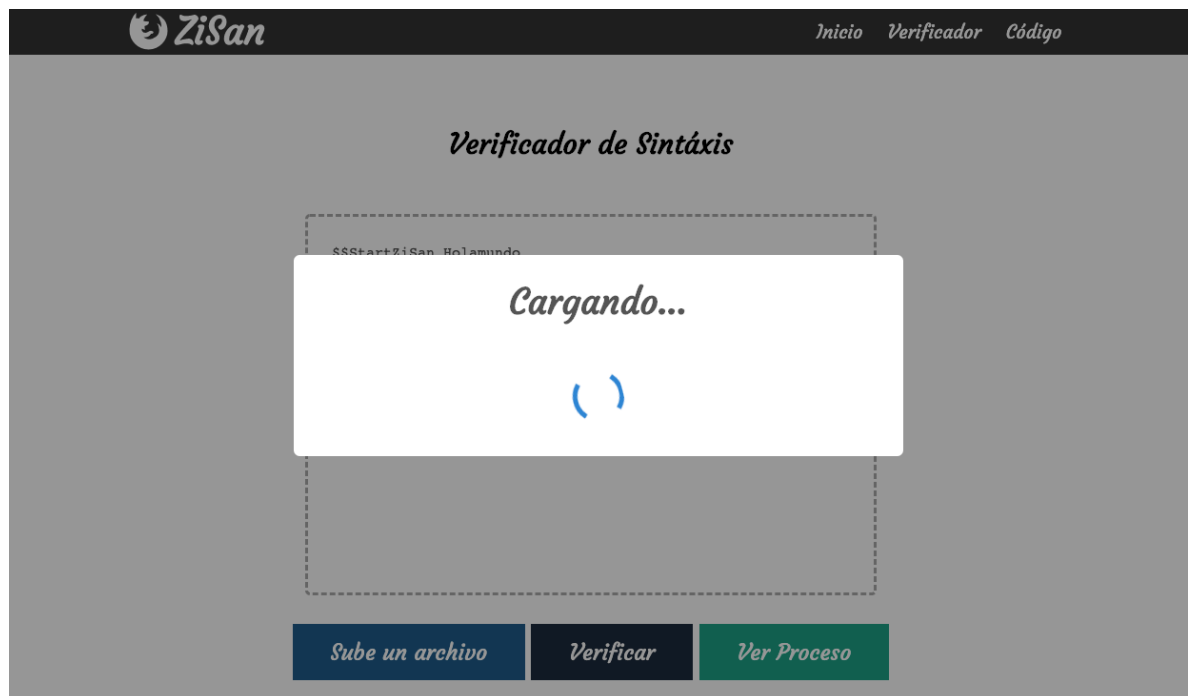 ZiSan
Inicio Verificador Código
Verificador de Sintáxis
$$StartZiSan Holamundo
Cargando...
Sube un archivo Verificar Ver Proceso